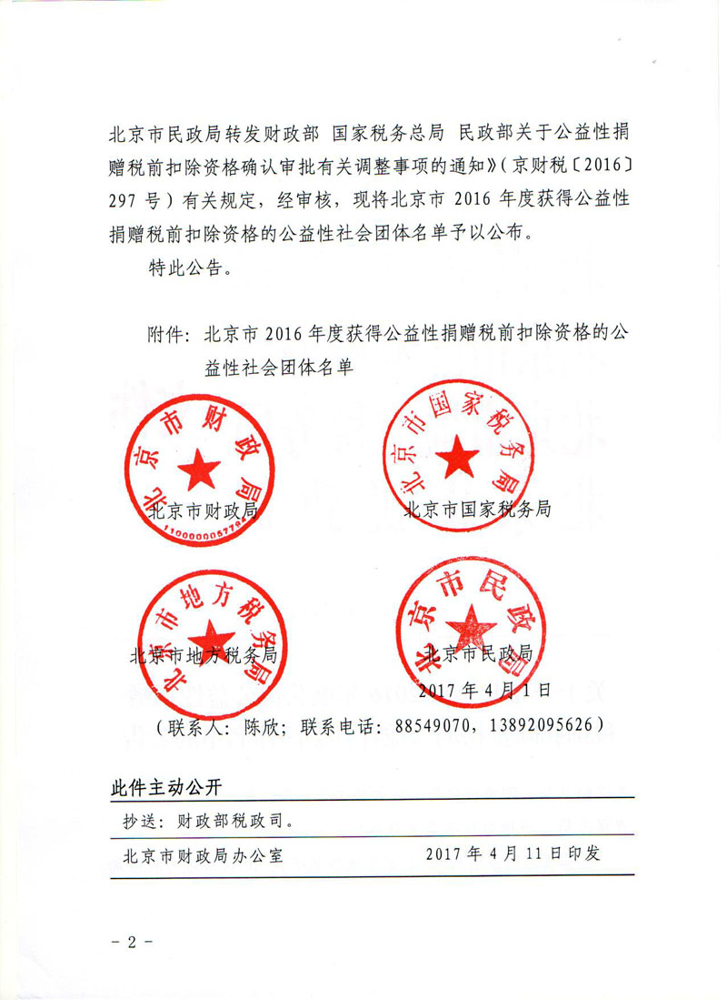 北京市民政局转发财政部 国家税务总局 民政部关于公益性捐
赠税前扣除资格确认审批有关调整事项的通知》（京财税〔2016〕
297 号）有关规定，经审核，现将北京市 2016 年度获得公益性
捐赠税前扣除资格的公益性社会团体名单予以公布。
特此公告。
附件：北京市 2016 年度获得公益性捐赠税前扣除资格的公
益性社会团体名单
北京市财政局
北京市国家税务局
北京市财政局
北京市国家税务局
北京市地方税务局
北京市民政局
北京市地方税务局
北京市民政局
2017 年 4 月 1 日
（联系人：陈欣；联系电话：88549070，13892095626）
此件主动公开
抄送：财政部税政司。
北京市财政局办公室 2017 年 4 月 11 日印发
- 2 -